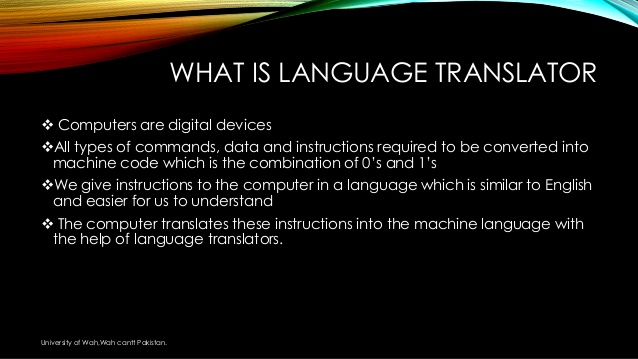 WHAT IS LANGUAGE TRANSLATOR
❖ Computers are digital devices
❖All types of commands, data and instructions required to be converted into
machine code which is the combination of 0's and 1's
❖We give instructions to the computer in a language which is similar to English
and easier for us to understand
❖ The computer translates these instructions into the machine language with
the help of language translators.
University of Wah,Wah cantt Pakistan.